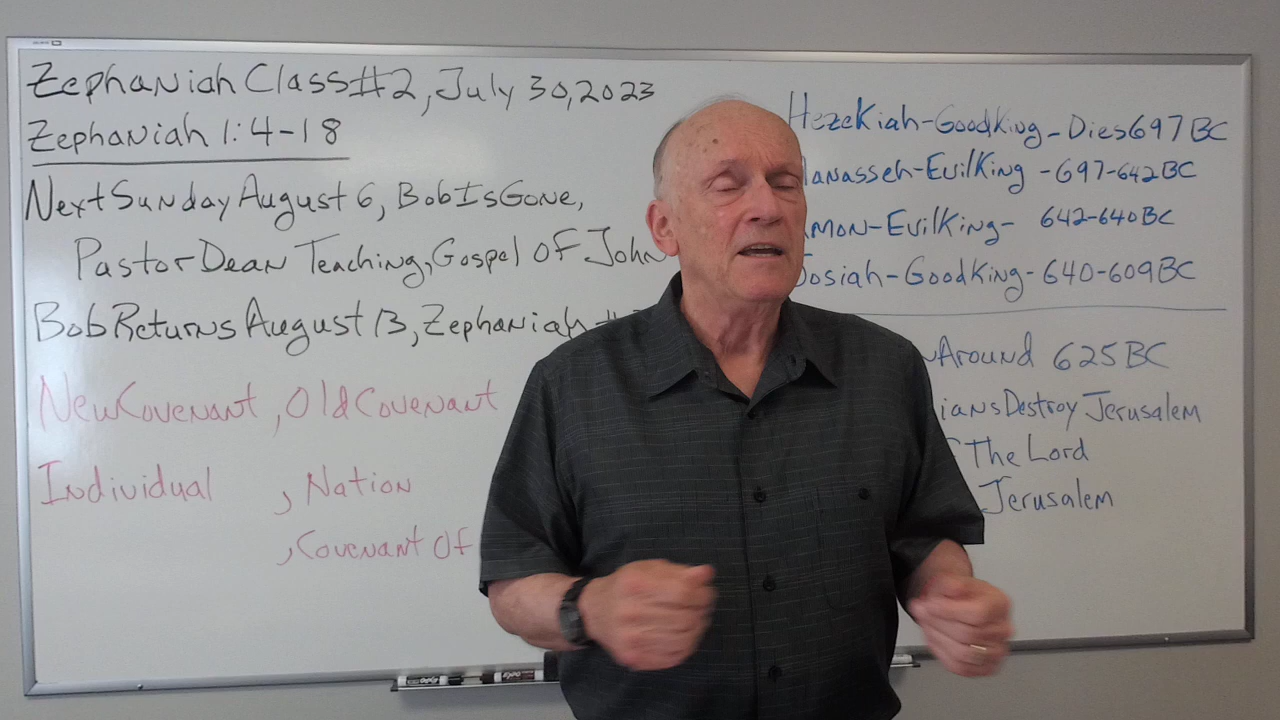 Zephaniah Class #2, July 30, 2023
Zephaniah 1:4-18
Next Sunday August 6, Bob Is Gone,
Pastor Dean Teaching, Gospel Of John
Bob Returns August 13, Zephaniah #
New Covenant, Old Covenant
Individual, Nation
, Covenant Of
Hezekiah-Good King-Dies 697 BC
anasseh-Evil King-697-642 BC
mon-Evil King-642-640 BC
osiah-Good King-640-609 BC
Around 625 BC
ians Destroy Jerusalem
The Lord
Jerusalem
EXPO